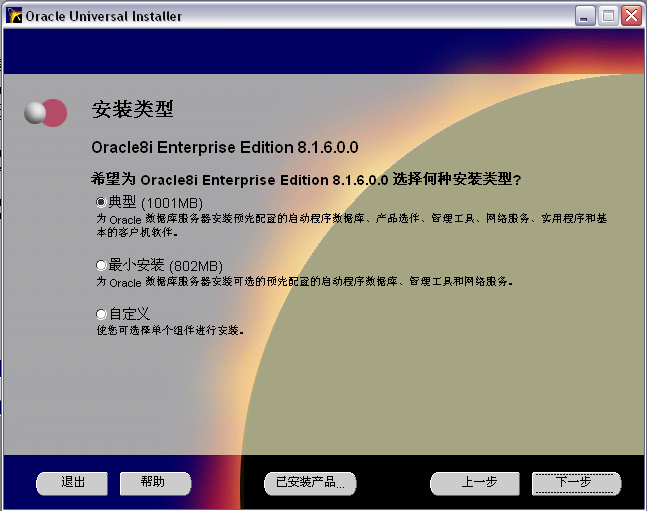 Oracle Universal Installer
安装类型
Oracle8i Enterprise Edition 8.1.6.0.0
希望为 Oracle8i Enterprise Edition 8.1.6.0.0 选择何种安装类型?
典型 (1001MB)
为 Oracle 数据库服务器安装预先配置的启动程序数据库、产品选件、管理工具、网络服务、实用程序和基
本的客户机软件。
最小安装 (802MB)
为 Oracle 数据库服务器安装可选的预先配置的启动程序数据库、管理工具和网络服务。
自定义
使您可选择单个组件进行安装。
退出 帮助 已安装产品... 上一步 下一步